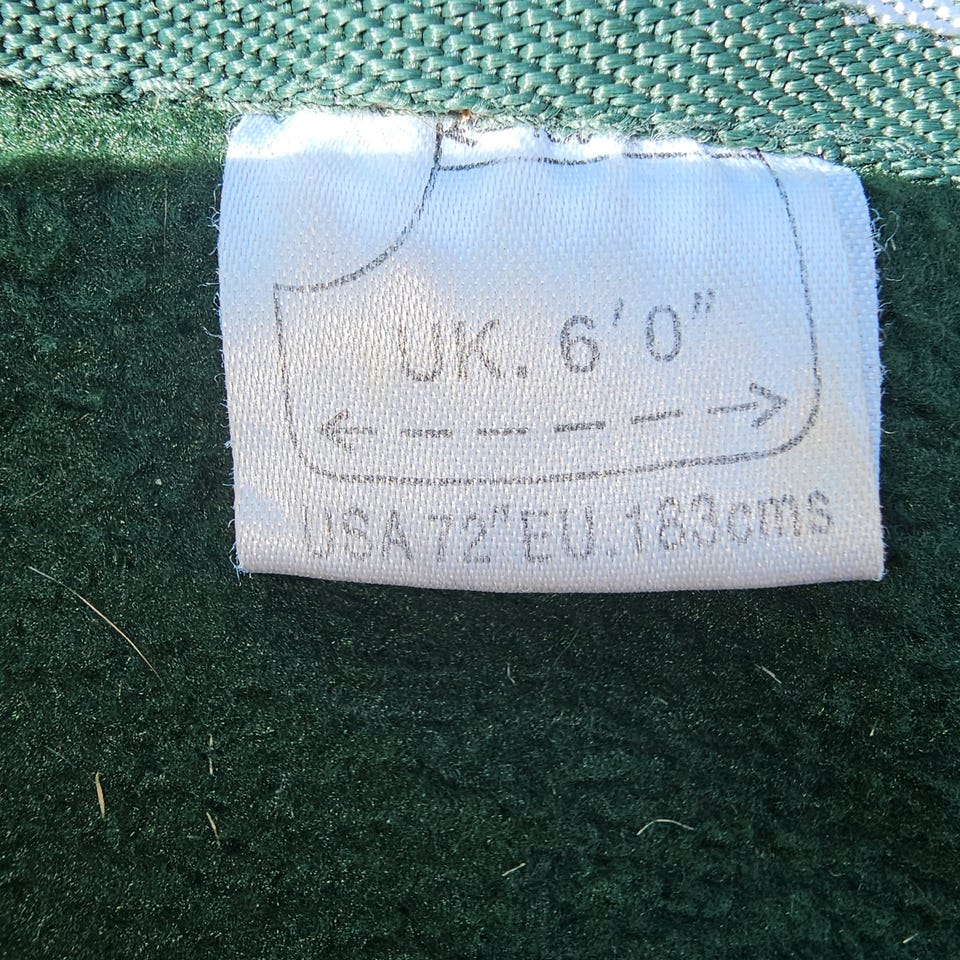 UK. 6' 0"
USA 72" EU. 183cms